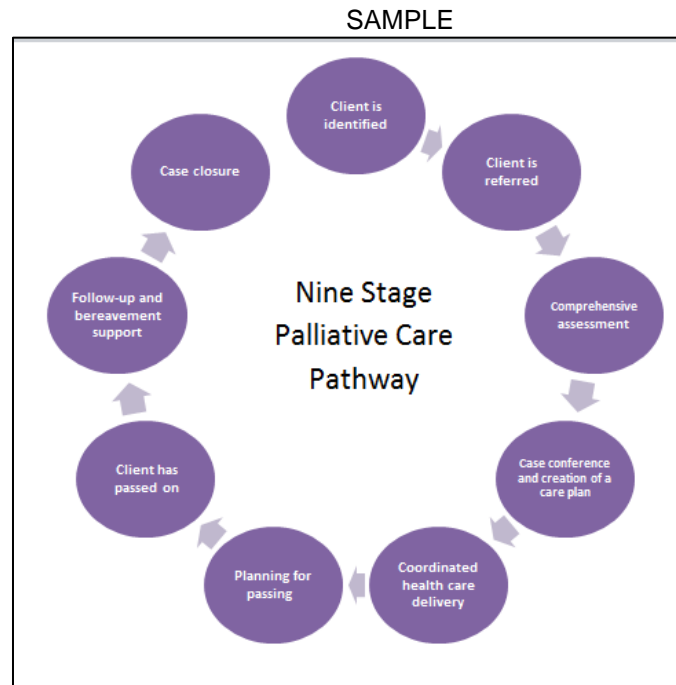 SAMPLE
Client is
identified
Client is
referred
Comprehensive
assessment
Case conference
and creation of a
care plan
Coordinated
health care
delivery
Planning for
passing
Client has
passed on
Follow-up and
bereavement
support
Case closure
Nine Stage
Palliative Care
Pathway